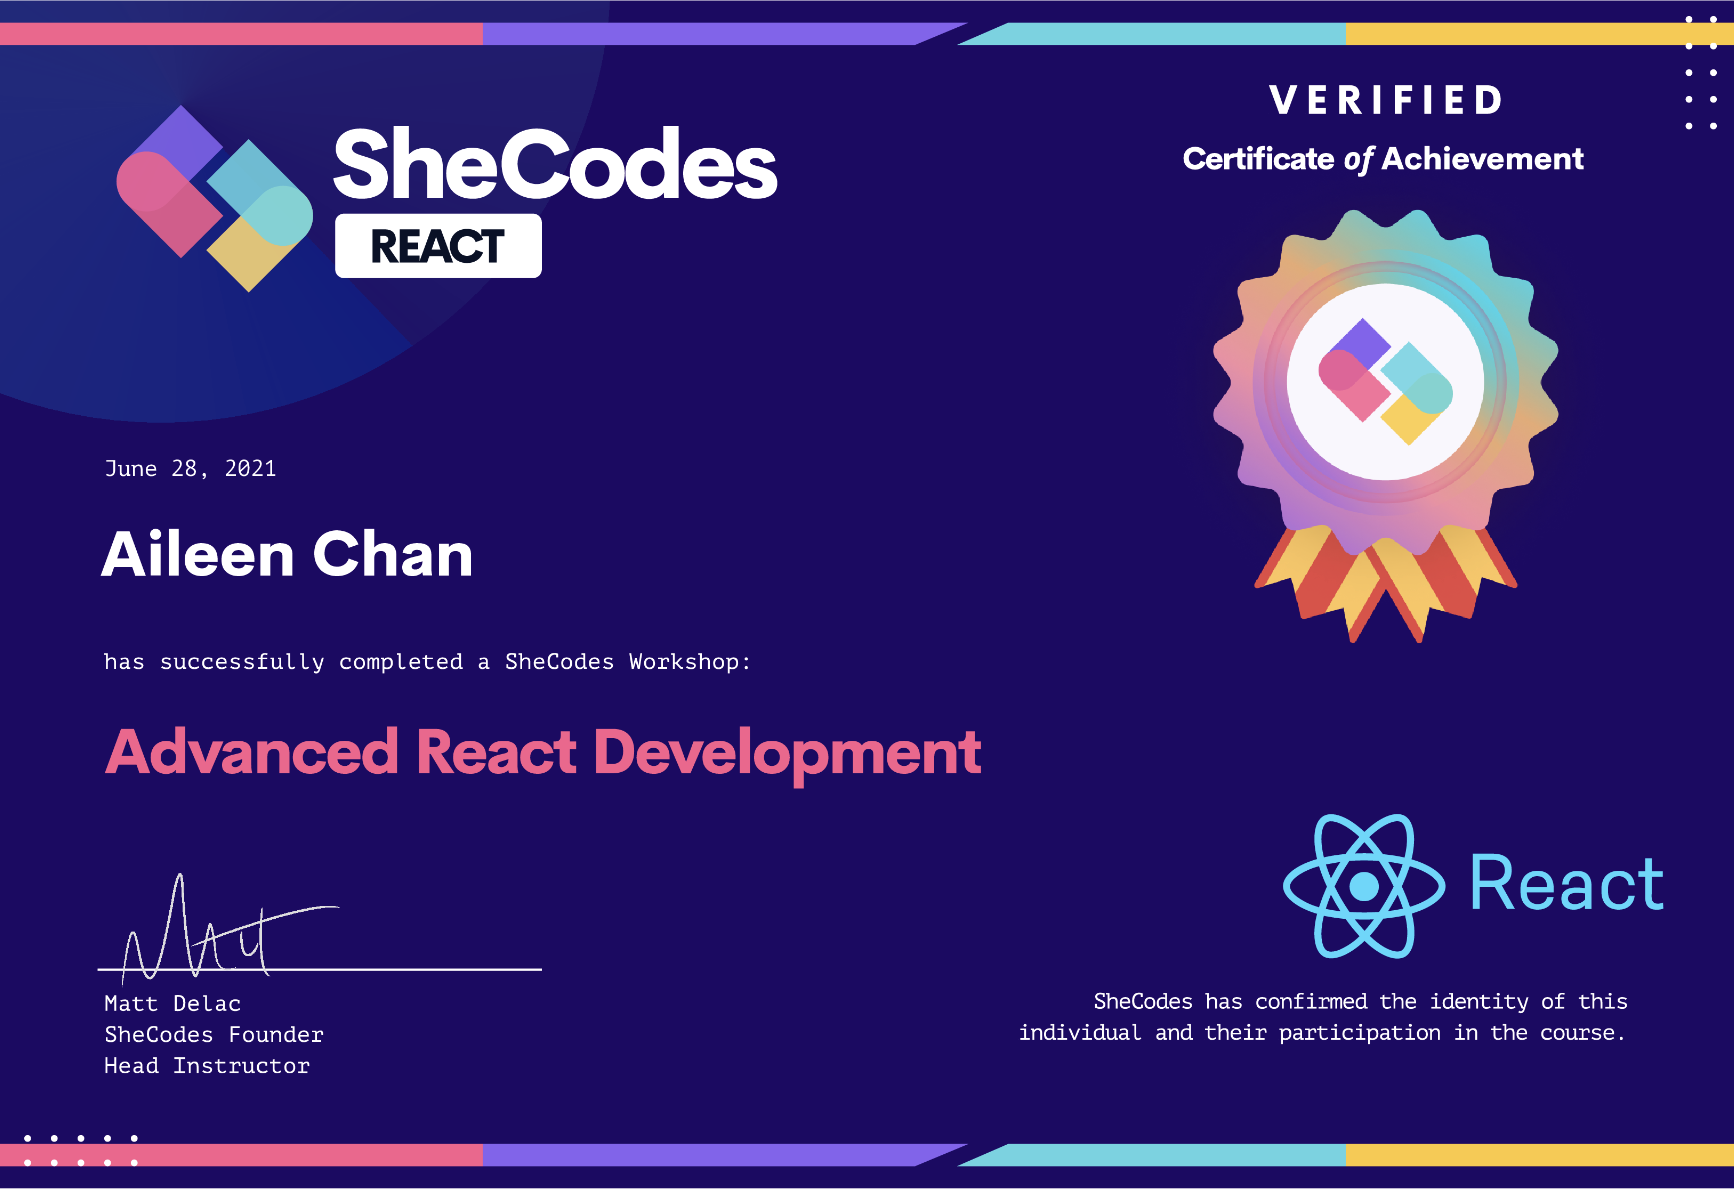 SheCodes
REACT
VERIFIED
Certificate of Achievement
June 28, 2021
Aileen Chan
has successfully completed a SheCodes Workshop:
Advanced React Development
Matt
Matt Delac
SheCodes Founder
Head Instructor
React
SheCodes has confirmed the identity of this
individual and their participation in the course.